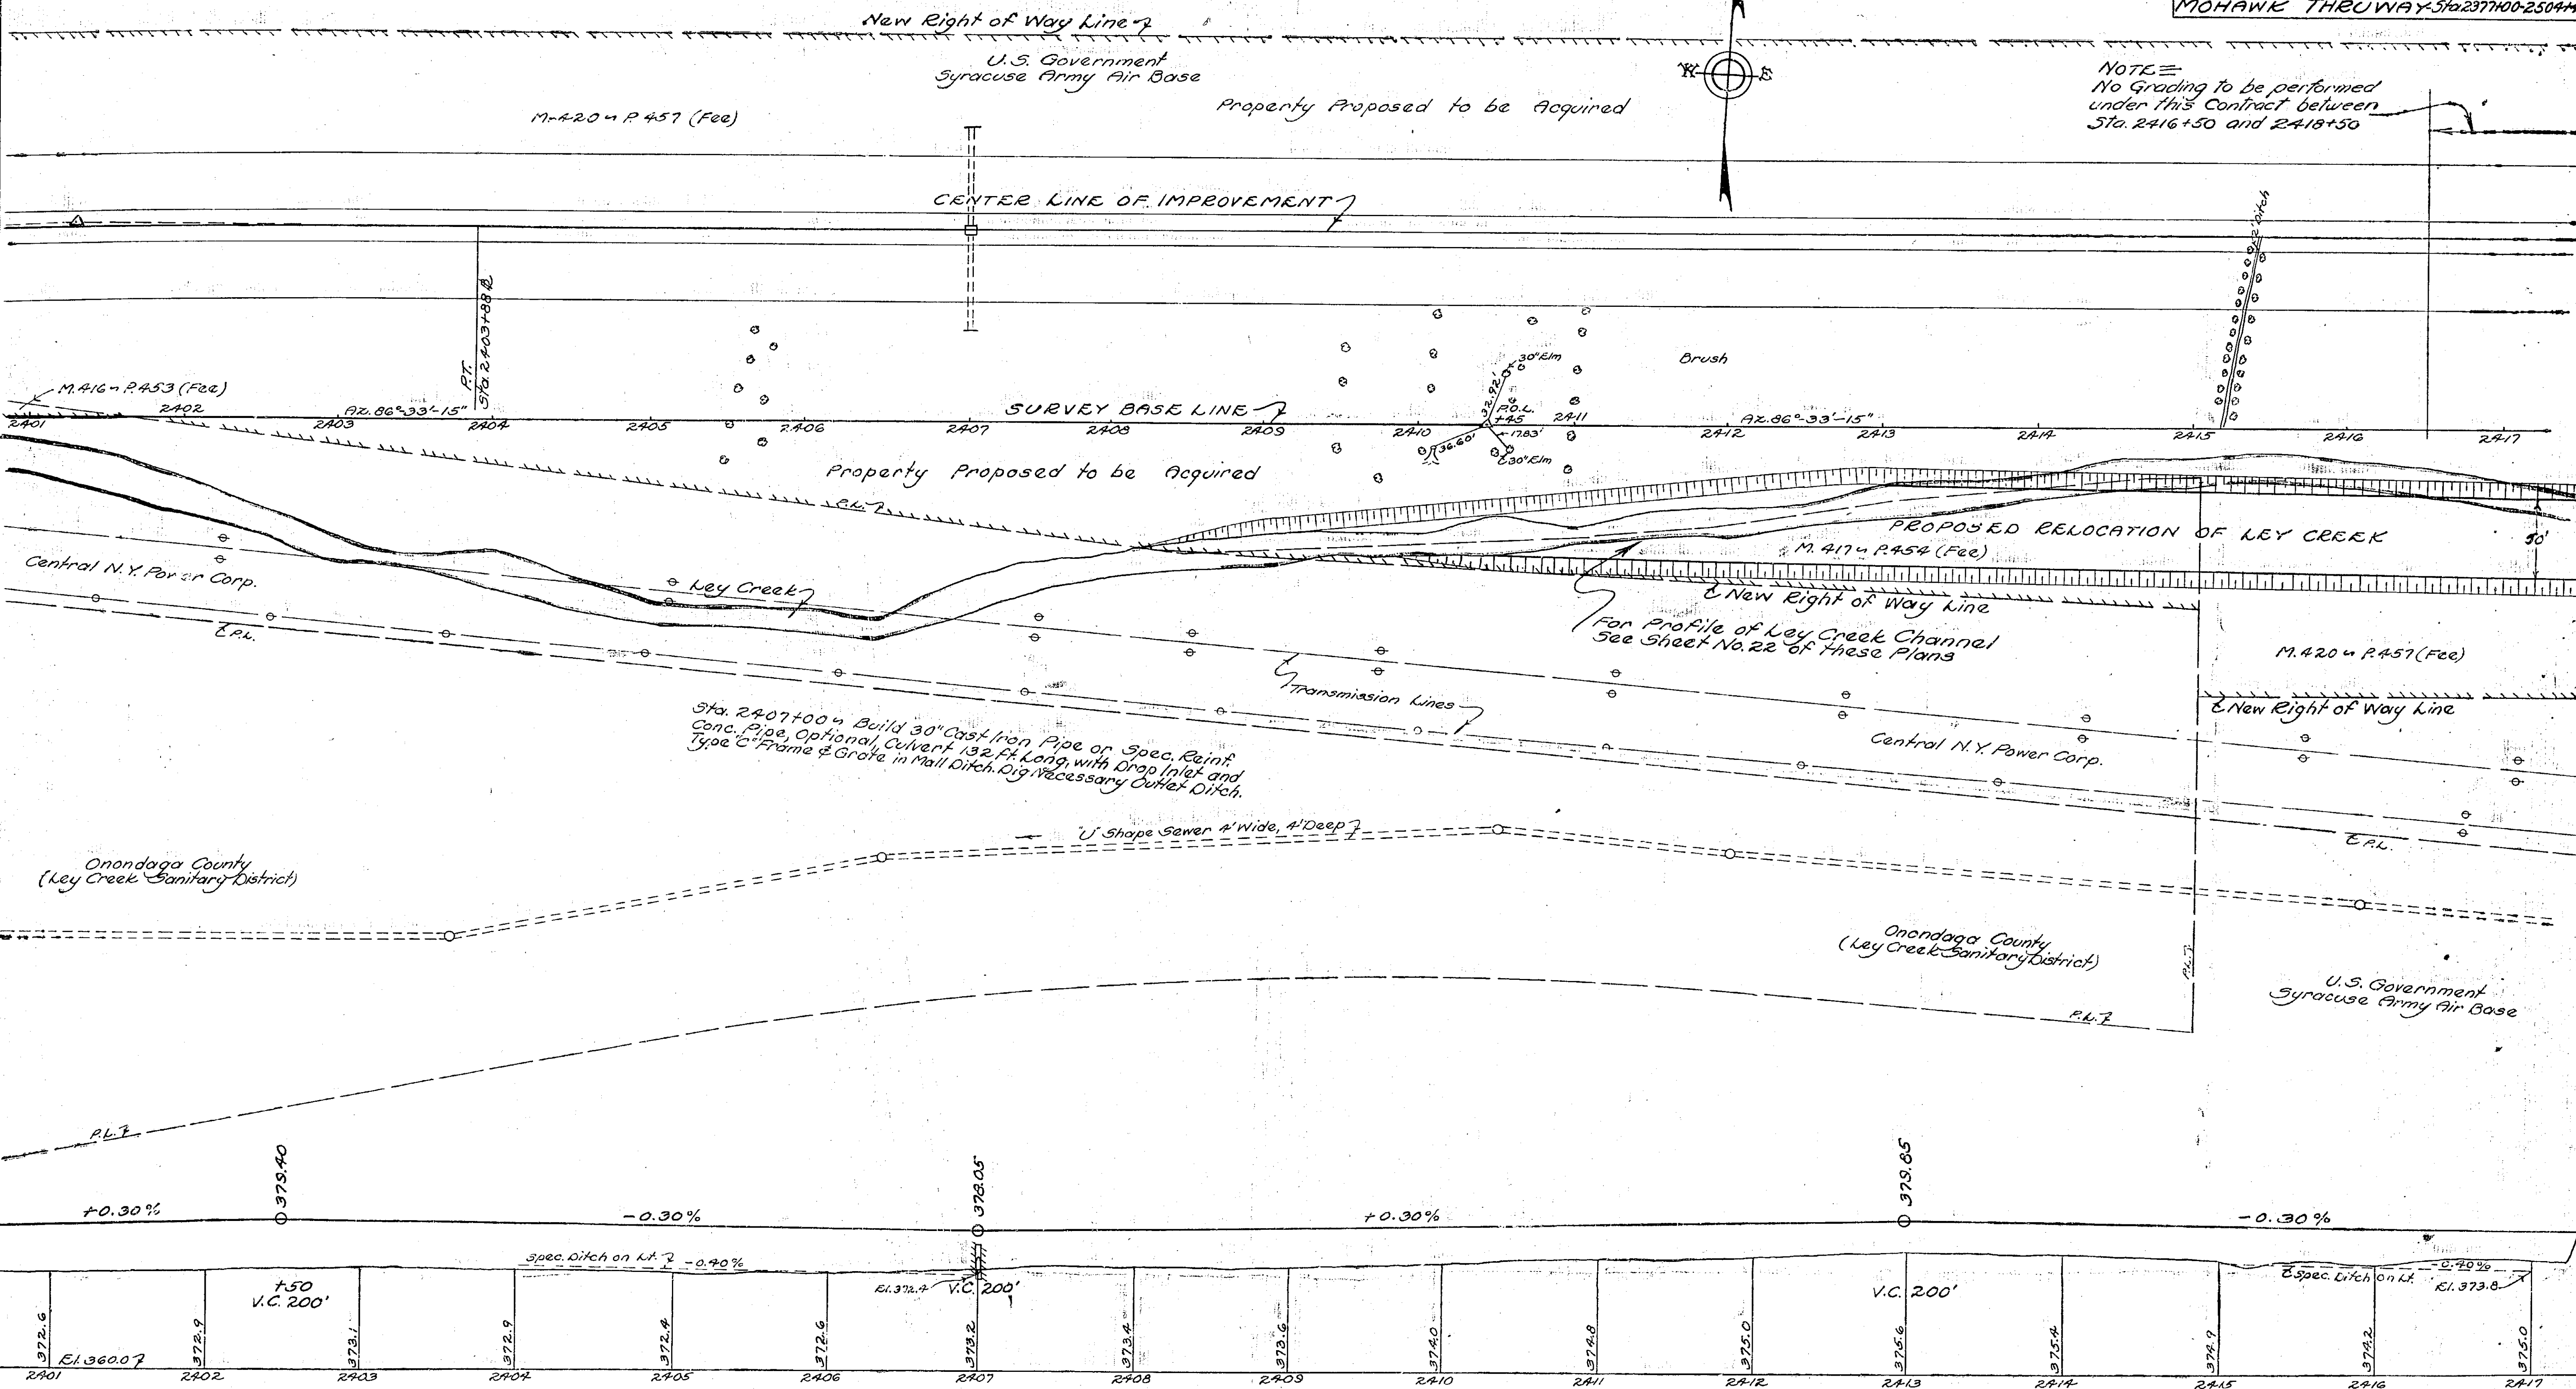 MOHAWK THRUWAY-Sta 2377+00-2504+
New Right of Way Line
U.S. Government
Syracuse Army Air Base
Property Proposed to be Acquired
M-420 P.457 (Fee)
W E
NOTE=
No Grading to be performed
under this Contract between
Sta. 2416+50 and 2418+50
CENTER LINE OF IMPROVEMENT
2' Ditch
P.T.
Sta. 2403+88 R
30" Elm
Brush
32.92'
M.416 P.453 (Fee)
Az. 86°-33'-15"
SURVEY BASE LINE
P.O.L.
+45
Az. 86°-33'-15"
2401 2402 2403 2404 2405 2406 2407 2408 2409 2410 2411 2412 2413 2414 2415 2416 2417
36.60'
17.83'
30" Elm
Property Proposed to be Acquired
P.L.
PROPOSED RELOCATION OF LEY CREEK
50'
M. 417 P.454 (Fee)
Central N.Y. Power Corp.
Ley Creek
New Right of Way Line
P.L.
For Profile of Ley Creek Channel
See Sheet No. 22 of these Plans
M.420 P.457 (Fee)
Transmission Lines
New Right of Way Line
Sta. 2407+00 Build 30" Cast Iron Pipe or Spec. Reinf.
Conc. Pipe, Optional, Culvert 132 ft. Long, with Drop Inlet and
Type "C" Frame & Grate in Mall Ditch. Dig Necessary Outlet Ditch.
Central N.Y. Power Corp.
"U" Shape Sewer 4' Wide, 4' Deep
P.L.
Onondaga County
(Ley Creek Sanitary District)
Onondaga County
(Ley Creek Sanitary District)
P.L.
U.S. Government
Syracuse Army Air Base
P.L.
P.L.
379.40
378.05
379.85
+0.30%
-0.30%
+0.30%
-0.30%
Spec. Ditch on Lt. -0.40%
-0.40%
Spec. Ditch on Lt.
El. 373.8
+50
V.C. 200'
El. 372.4
V.C. 200'
V.C. 200'
372.6 372.9 373.1 372.9 372.4 372.6 373.2 373.4 373.6 374.0 374.8 375.0 375.6 375.4 374.9 374.2 375.0
El. 360.0
2401 2402 2403 2404 2405 2406 2407 2408 2409 2410 2411 2412 2413 2414 2415 2416 2417